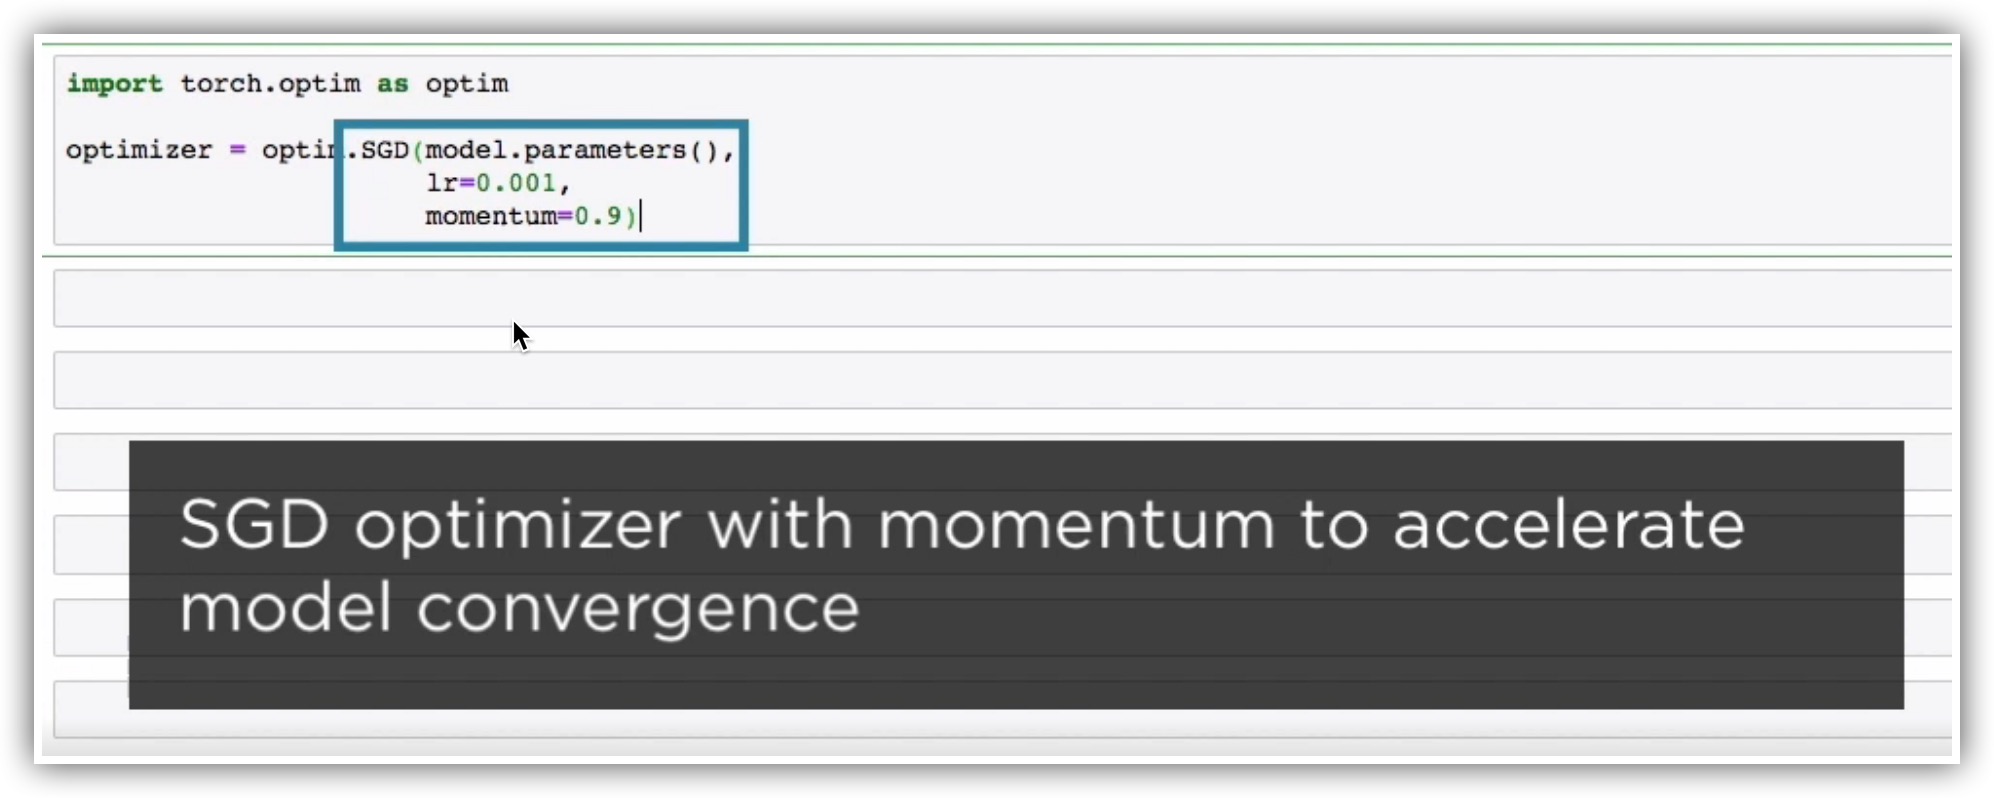 import torch.optim as optim
optimizer = optim.SGD(model.parameters(),
lr=0.001,
momentum=0.9)
SGD optimizer with momentum to accelerate
model convergence